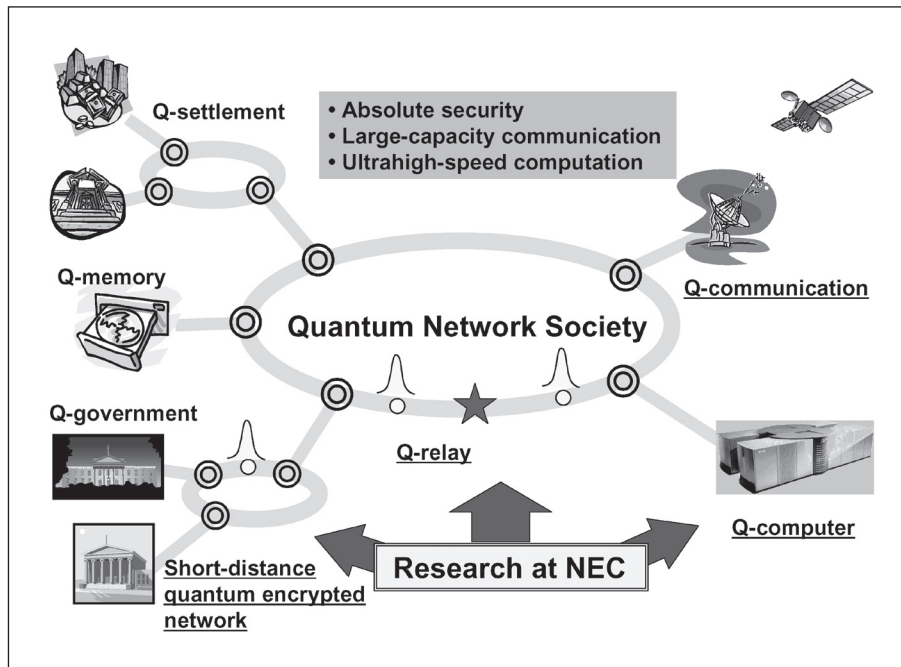 Q-settlement
• Absolute security
• Large-capacity communication
• Ultrahigh-speed computation
Q-memory
Q-communication
Quantum Network Society
Q-government
Q-relay
Q-computer
Short-distance
quantum encrypted
network
Research at NEC